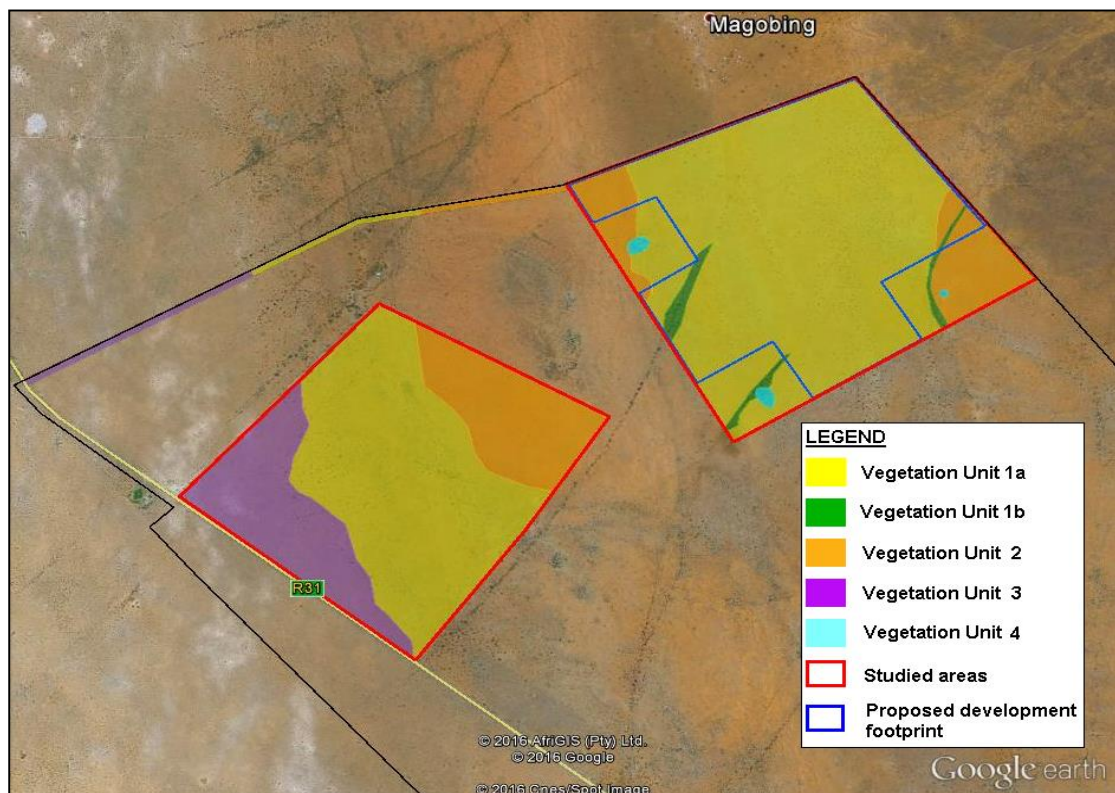 Magobing
R31
LEGEND
Vegetation Unit 1a
Vegetation Unit 1b
Vegetation Unit 2
Vegetation Unit 3
Vegetation Unit 4
Studied areas
Proposed development
footprint
© 2016 AfriGIS (Pty) Ltd.
© 2016 Google
© 2016 Cnes/Spot Image
Google earth